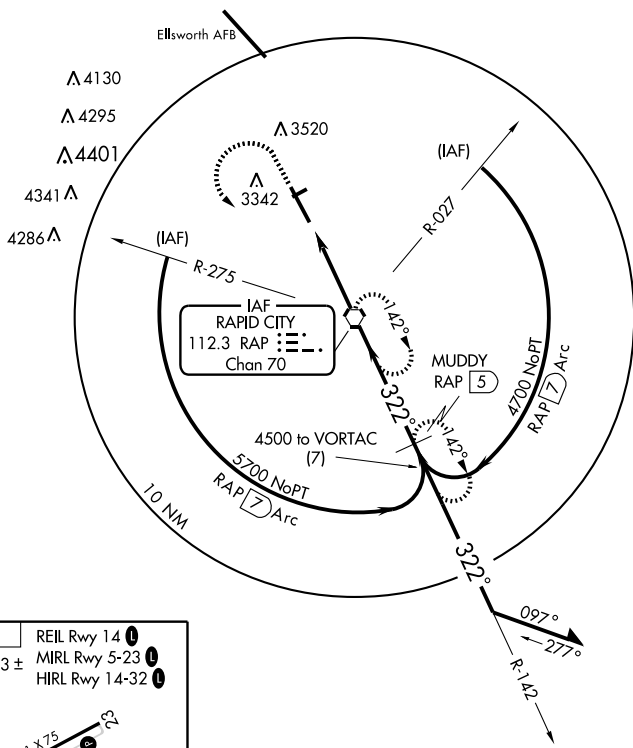 Ellsworth AFB
4130
4295
4401
4341
4286
3520
3342
(IAF)
R-027
(IAF)
R-275
IAF
RAPID CITY
112.3 RAP
Chan 70
142°
MUDDY
RAP 5
4700 NoPT
RAP 7 Arc
322°
4500 to VORTAC
(7)
142°
5700 NoPT
RAP 7 Arc
10 NM
322°
097°
277°
R-142
REIL Rwy 14 L
3 ± MIRL Rwy 5-23 L
HIRL Rwy 14-32 L
X 75
23
P